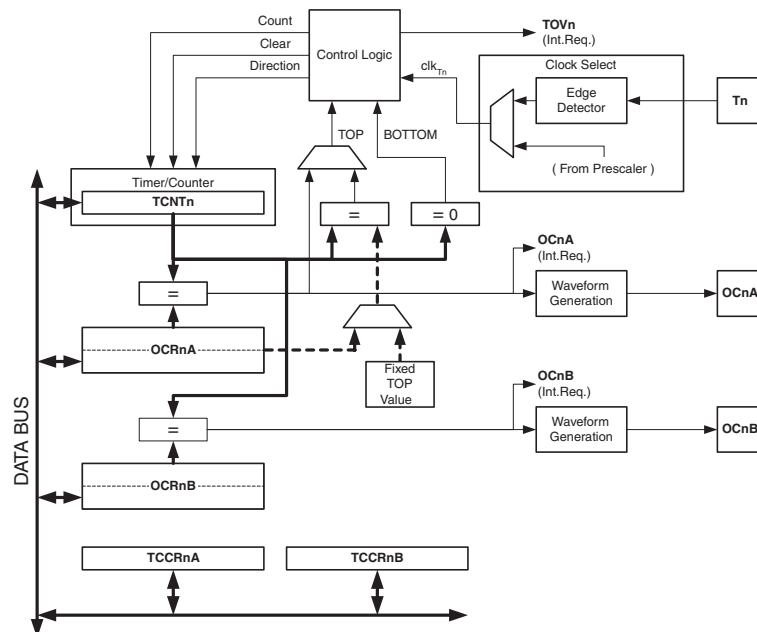 Count
Clear
Direction
Control Logic
TOVn
(Int.Req.)
clkTn
Clock Select
Edge
Detector
Tn
( From Prescaler )
TOP
BOTTOM
Timer/Counter
TCNTn
=
= 0
=
OCnA
(Int.Req.)
Waveform
Generation
OCnA
OCRnA
Fixed
TOP
Value
OCnB
(Int.Req.)
=
Waveform
Generation
OCnB
OCRnB
DATA BUS
TCCRnA
TCCRnB